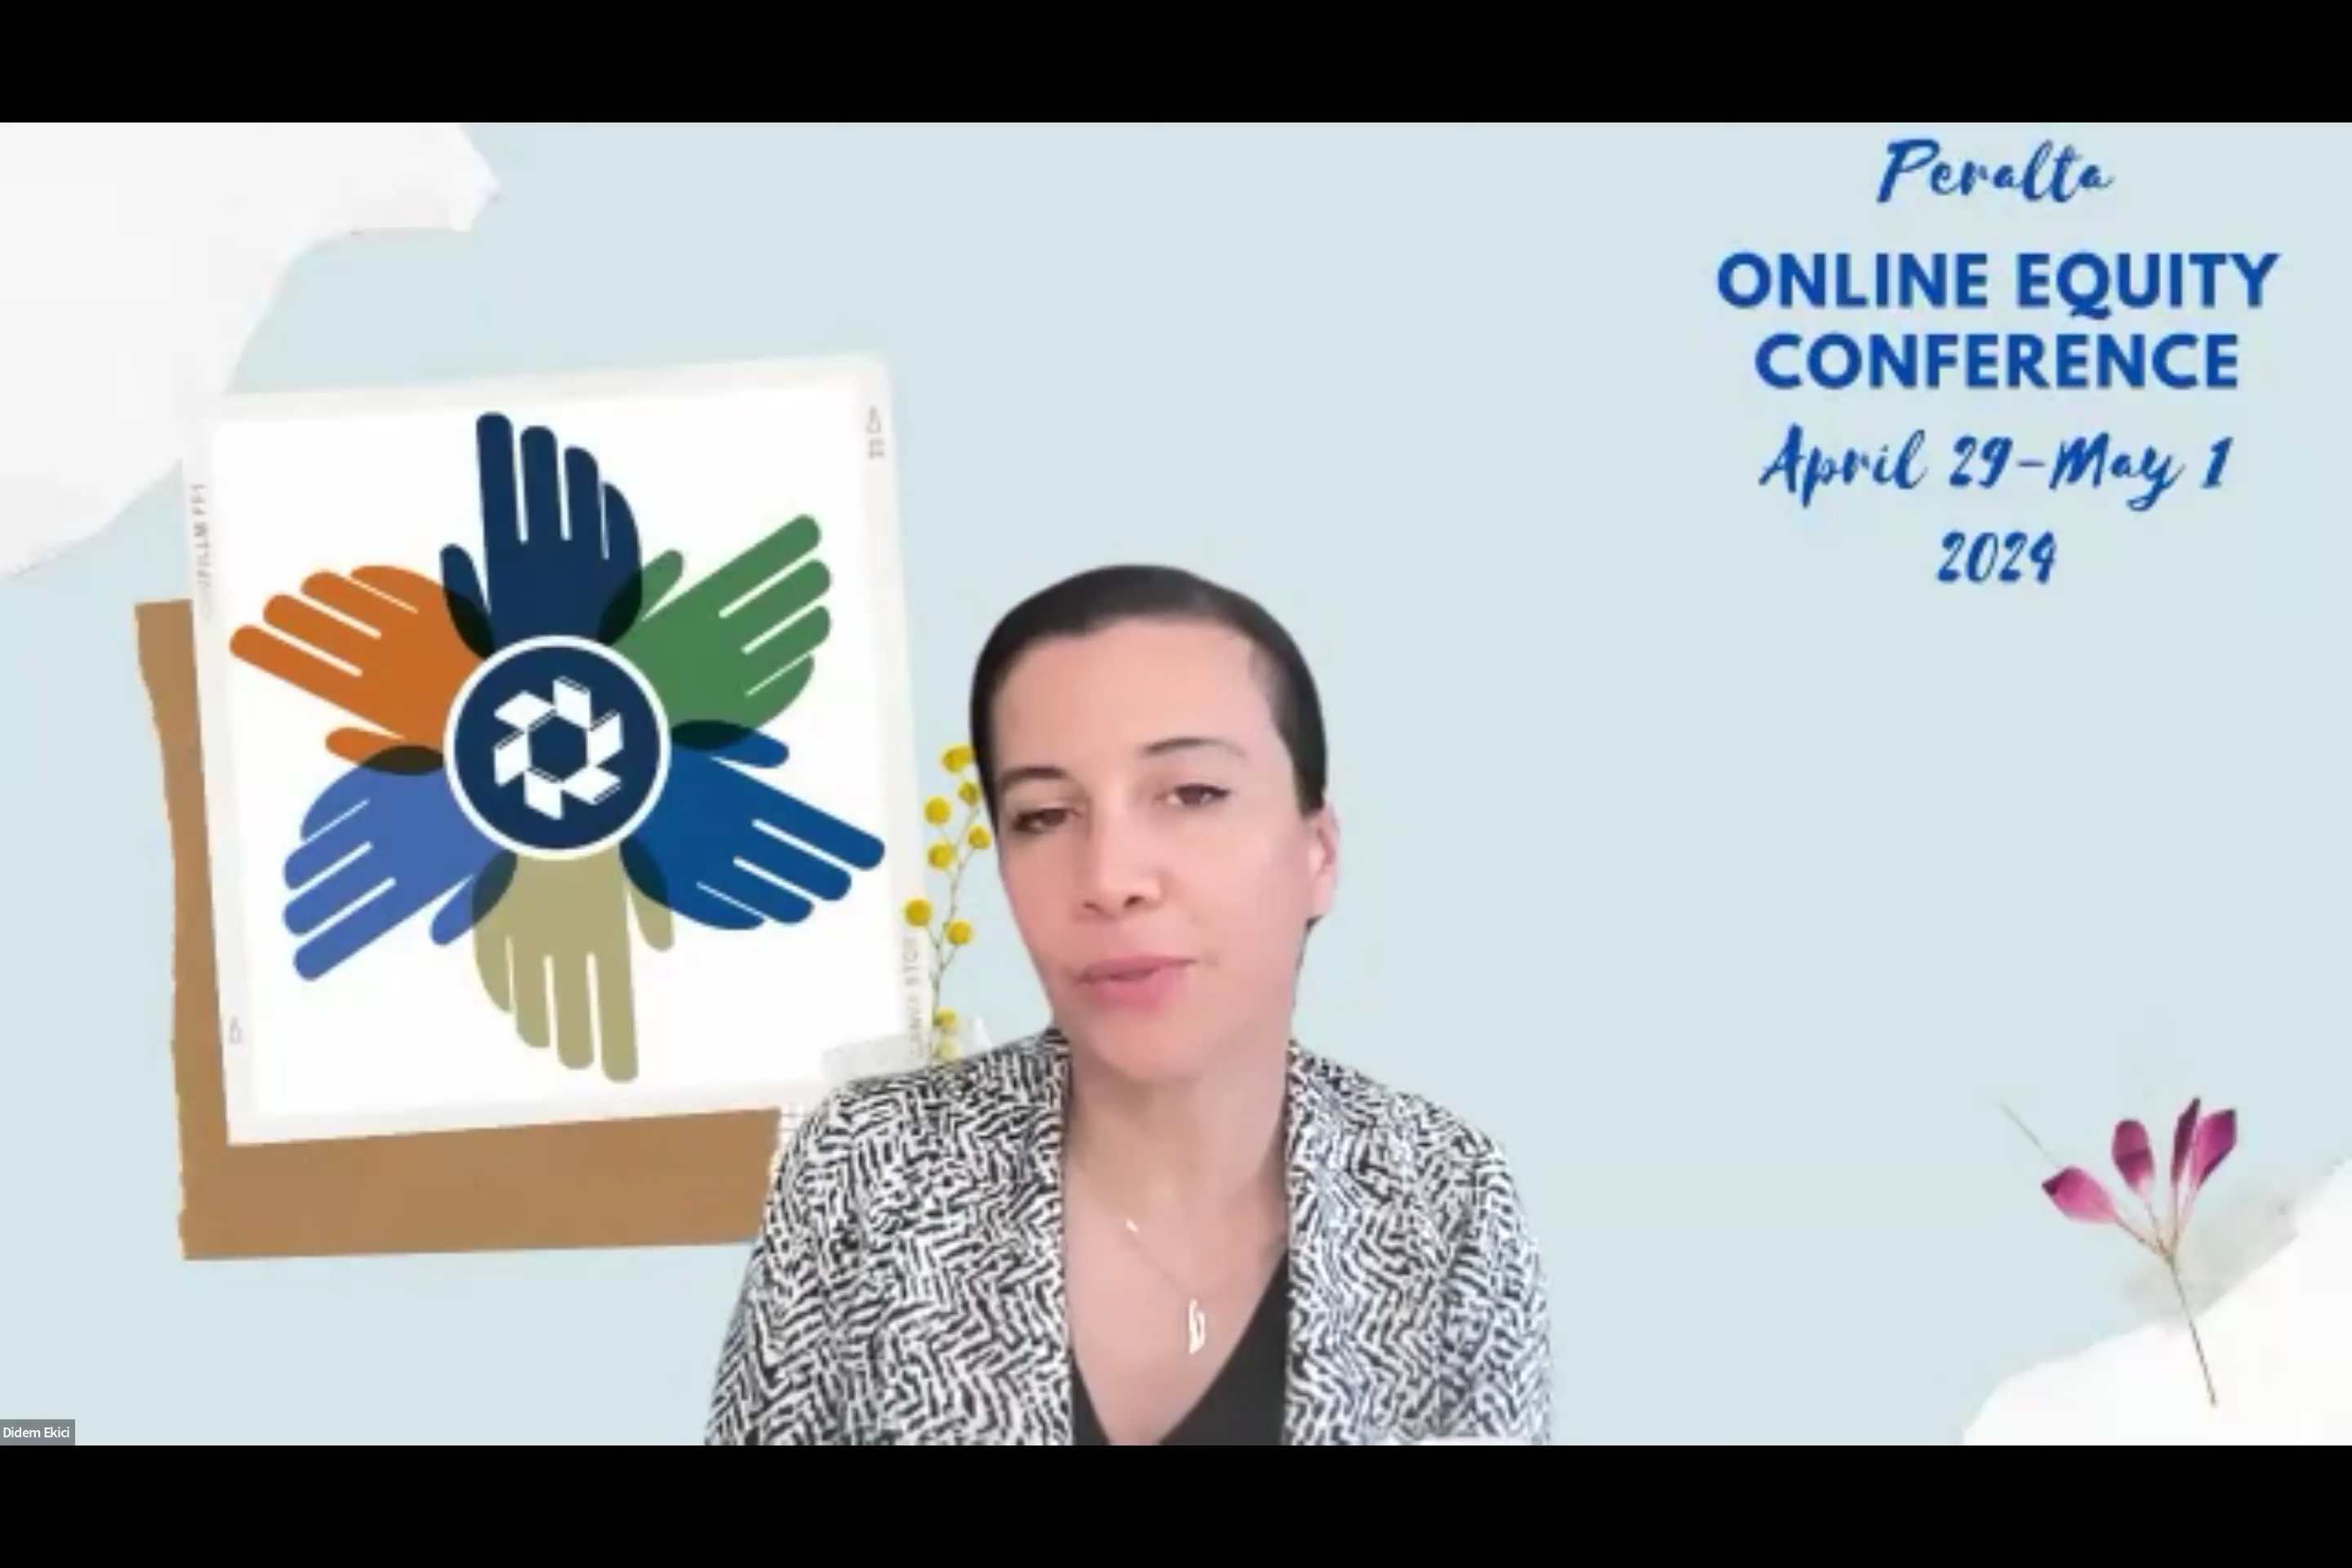 Peralta
ONLINE EQUITY
CONFERENCE
April 29-May 1
2024
Didem Ekici